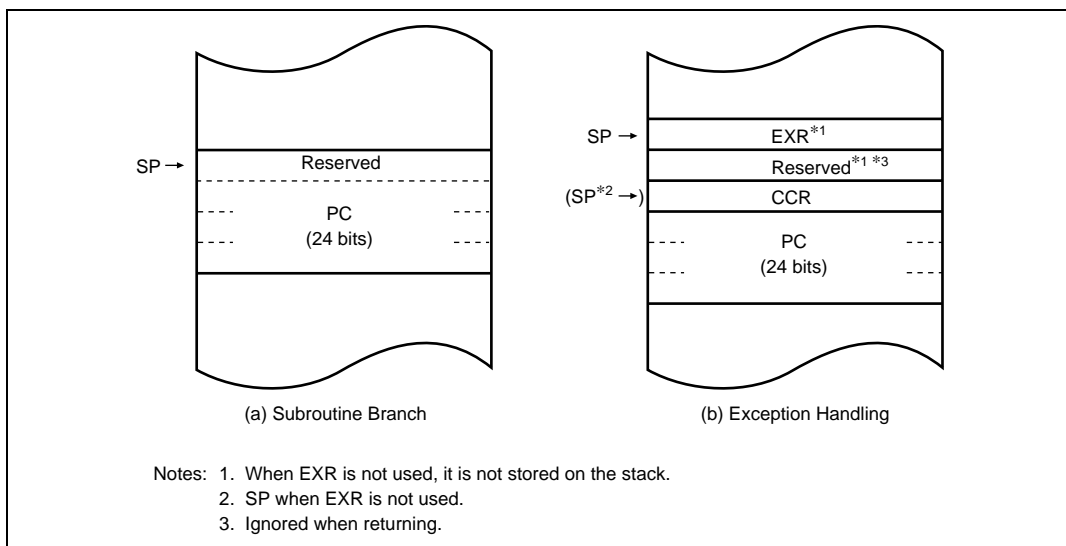 SP →
Reserved
PC
(24 bits)
(a) Subroutine Branch
SP →
EXR*1
Reserved*1 *3
(SP*2 →)
CCR
PC
(24 bits)
(b) Exception Handling
Notes: 1. When EXR is not used, it is not stored on the stack.
2. SP when EXR is not used.
3. Ignored when returning.